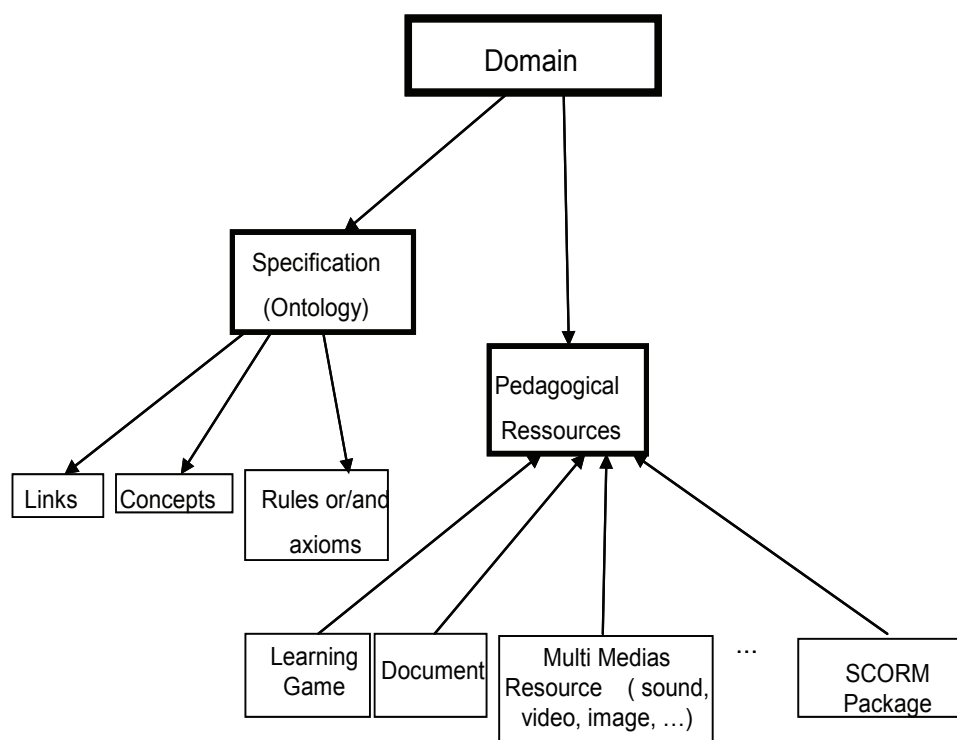 Domain
Specification
(Ontology)
Pedagogical
Ressources
Links
Concepts
Rules or/and
axioms
Learning
Game
Document
Multi Medias
Resource ( sound,
video, image, …)
...
SCORM
Package